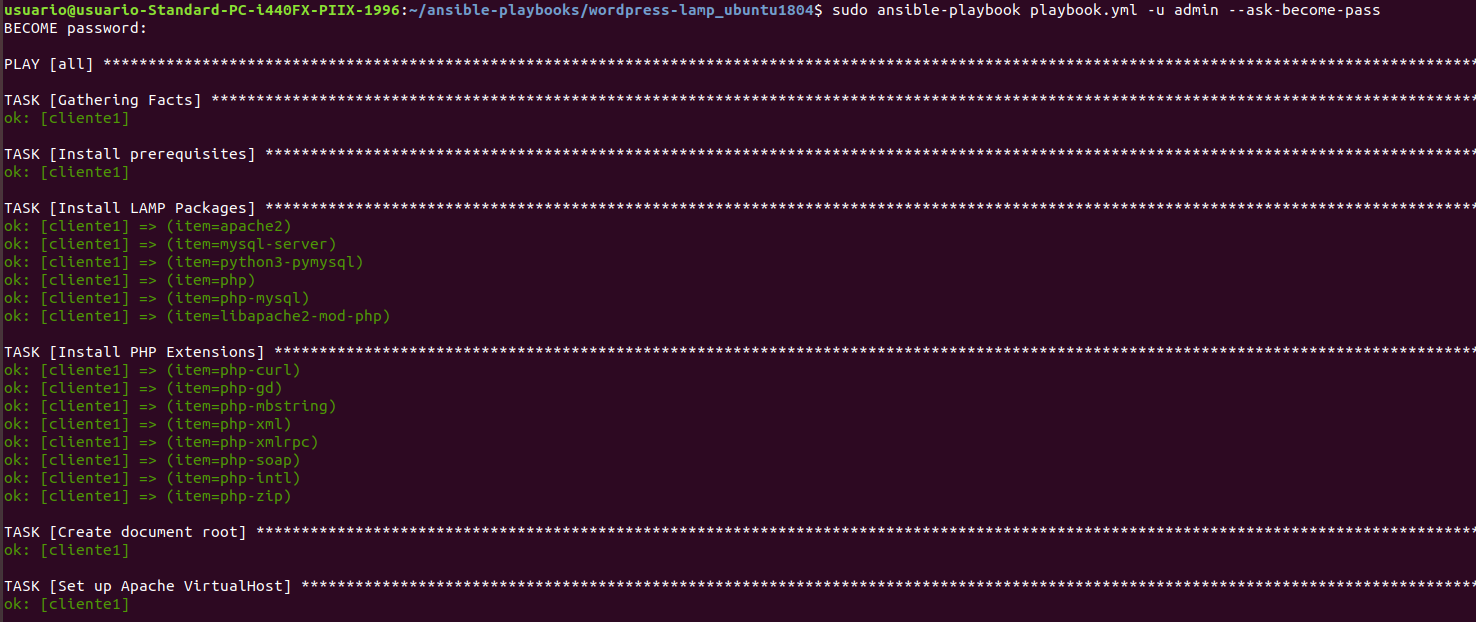 usuario@usuario-Standard-PC-i440FX-PIIX-1996:~/ansible-playbooks/wordpress-lamp_ubuntu1804$ sudo ansible-playbook playbook.yml -u admin --ask-become-pass
BECOME password:
PLAY [all] *********************************************************************************************************************************************************
TASK [Gathering Facts] *********************************************************************************************************************************************
ok: [cliente1]
TASK [Install prerequisites] ***************************************************************************************************************************************
ok: [cliente1]
TASK [Install LAMP Packages] ***************************************************************************************************************************************
ok: [cliente1] => (item=apache2)
ok: [cliente1] => (item=mysql-server)
ok: [cliente1] => (item=python3-pymysql)
ok: [cliente1] => (item=php)
ok: [cliente1] => (item=php-mysql)
ok: [cliente1] => (item=libapache2-mod-php)
TASK [Install PHP Extensions] **************************************************************************************************************************************
ok: [cliente1] => (item=php-curl)
ok: [cliente1] => (item=php-gd)
ok: [cliente1] => (item=php-mbstring)
ok: [cliente1] => (item=php-xml)
ok: [cliente1] => (item=php-xmlrpc)
ok: [cliente1] => (item=php-soap)
ok: [cliente1] => (item=php-intl)
ok: [cliente1] => (item=php-zip)
TASK [Create document root] ****************************************************************************************************************************************
ok: [cliente1]
TASK [Set up Apache VirtualHost] ***********************************************************************************************************************************
ok: [cliente1]